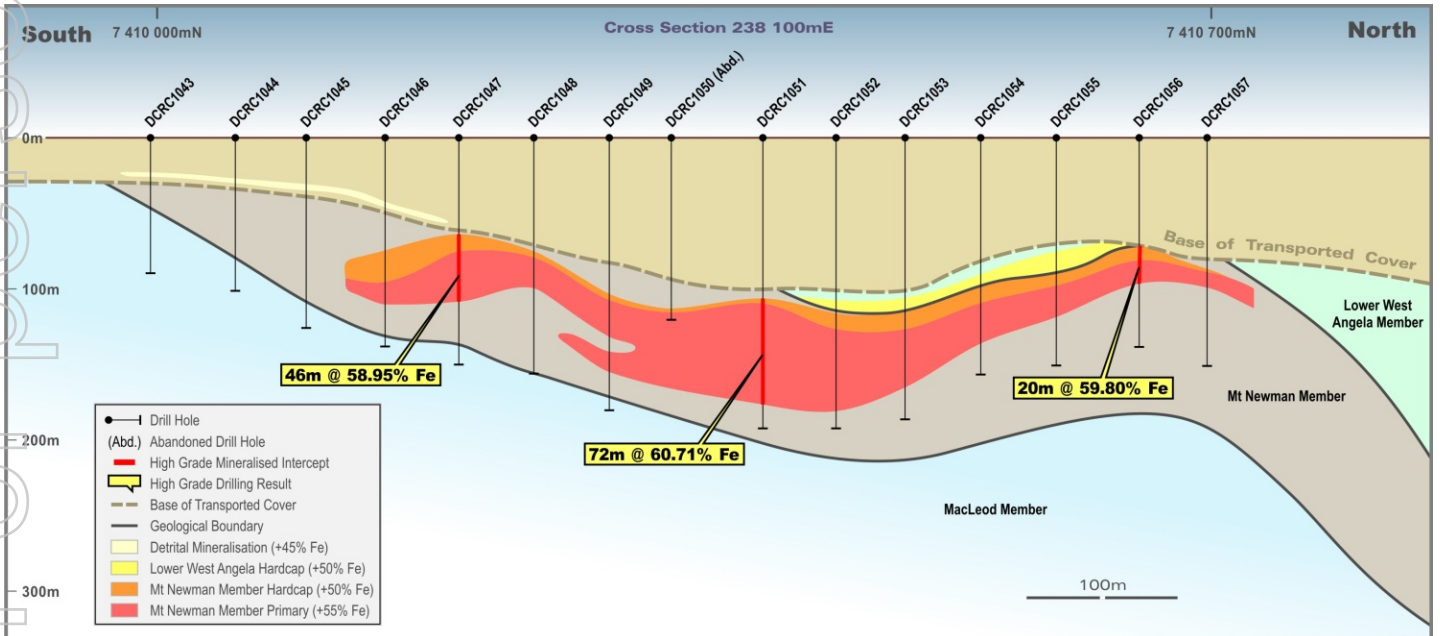 South
7 410 000mN
Cross Section 238 100mE
7 410 700mN
North
DCRC1043
DCRC1044
DCRC1045
DCRC1046
DCRC1047
DCRC1048
DCRC1049
DCRC1050 (Abd.)
DCRC1051
DCRC1052
DCRC1053
DCRC1054
DCRC1055
DCRC1056
DCRC1057
0m
100m
200m
300m
Base of Transported Cover
Lower West
Angela Member
46m @ 58.95% Fe
20m @ 59.80% Fe
Mt Newman Member
72m @ 60.71% Fe
MacLeod Member
100m
Drill Hole
(Abd.) Abandoned Drill Hole
High Grade Mineralised Intercept
High Grade Drilling Result
Base of Transported Cover
Geological Boundary
Detrital Mineralisation (+45% Fe)
Lower West Angela Hardcap (+50% Fe)
Mt Newman Member Hardcap (+50% Fe)
Mt Newman Member Primary (+55% Fe)